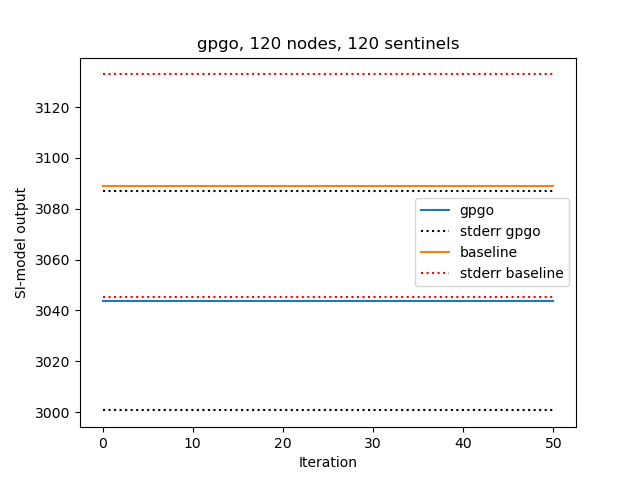 gpgo, 120 nodes, 120 sentinels
SI-model output
3120
3100
3080
3060
3040
3020
3000
gpgo
stderr gpgo
baseline
stderr baseline
0 10 20 30 40 50
Iteration